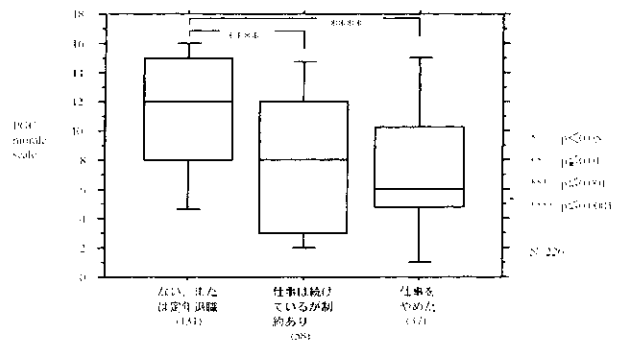 18
16
14
12
10
8
6
4
2
0
PGC
morale
scale
****
****
ない、また
は定年退職
(131)
仕事は続け
ているが制
約あり
(58)
仕事を
やめた
(37)
N=226